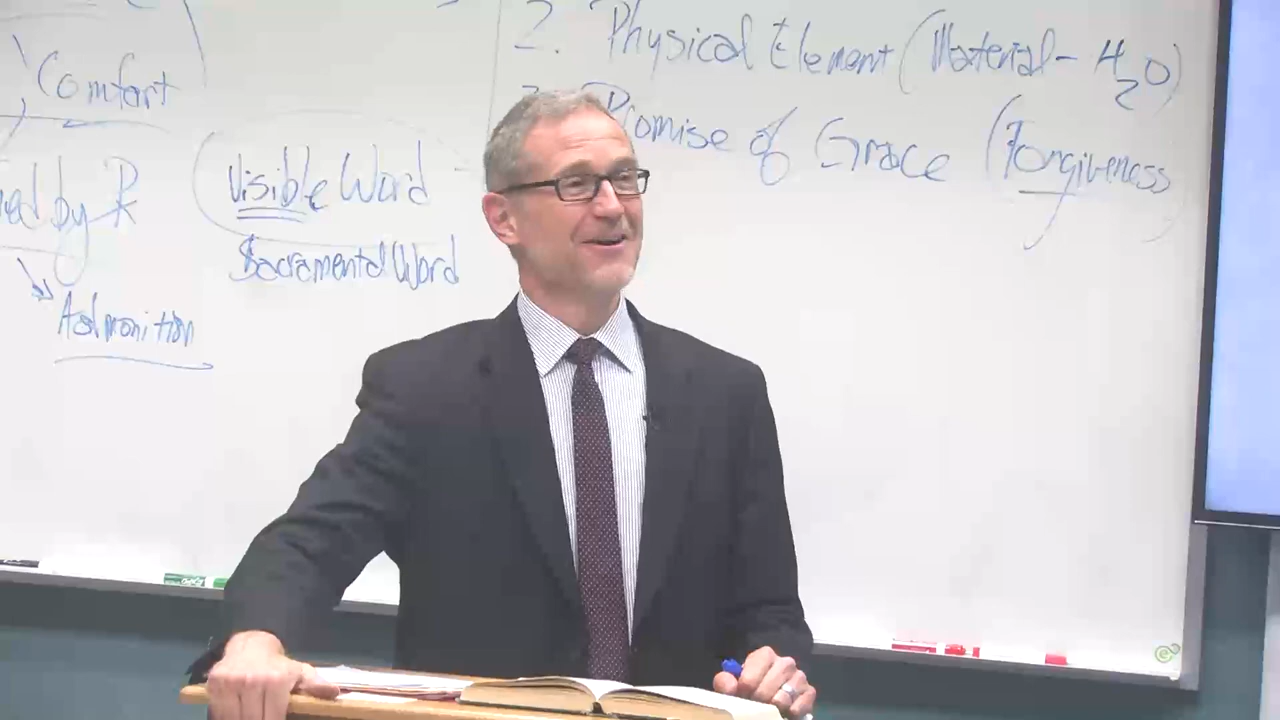 2. Physical Element (Material - H₂O)
Promise of Grace (Forgiveness
Comfort
by
Visible Word
Sacramental Word
Admonition